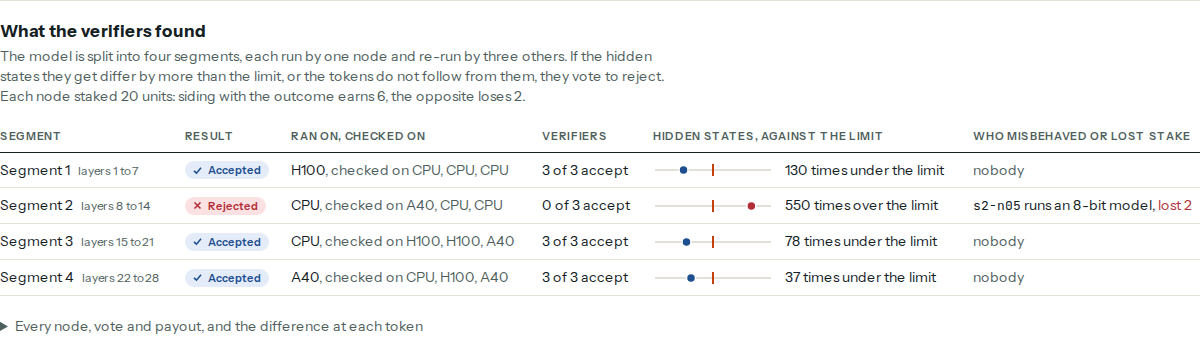 What the verifiers found
The model is split into four segments, each run by one node and re-run by three others. If the hidden
states they get differ by more than the limit, or the tokens do not follow from them, they vote to reject.
Each node staked 20 units: siding with the outcome earns 6, the opposite loses 2.
SEGMENT RESULT RAN ON, CHECKED ON VERIFIERS HIDDEN STATES, AGAINST THE LIMIT WHO MISBEHAVED OR LOST STAKE
Segment 1 layers 1 to 7 Accepted H100, checked on CPU, CPU, CPU 3 of 3 accept 130 times under the limit nobody
Segment 2 layers 8 to 14 Rejected CPU, checked on A40, CPU, CPU 0 of 3 accept 550 times over the limit s2-n05 runs an 8-bit model, lost 2
Segment 3 layers 15 to 21 Accepted CPU, checked on H100, H100, A40 3 of 3 accept 78 times under the limit nobody
Segment 4 layers 22 to 28 Accepted A40, checked on CPU, H100, A40 3 of 3 accept 37 times under the limit nobody
Every node, vote and payout, and the difference at each token